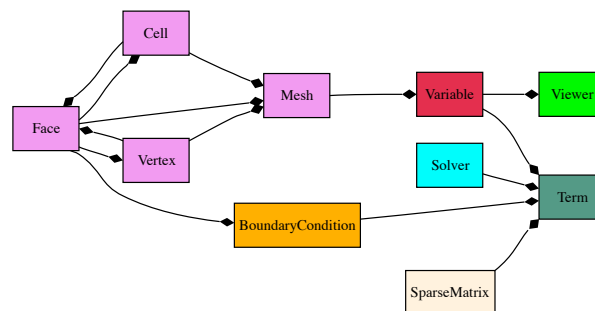 Cell
Mesh
Variable
Viewer
Face
Vertex
Solver
Term
BoundaryCondition
SparseMatrix